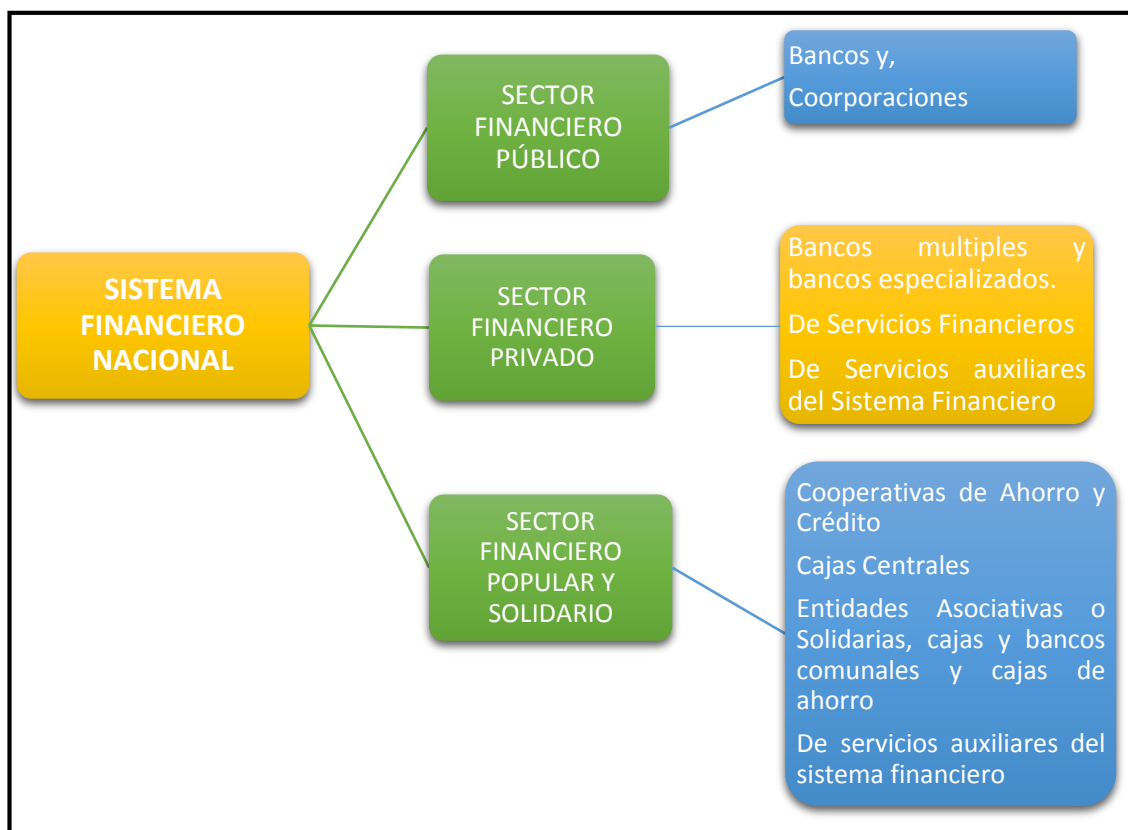 SISTEMA
FINANCIERO
NACIONAL
SECTOR
FINANCIERO
PÚBLICO
Bancos y,
Coorporaciones
SECTOR
FINANCIERO
PRIVADO
Bancos multiples y
bancos especializados.
De Servicios Financieros
De Servicios auxiliares
del Sistema Financiero
SECTOR
FINANCIERO
POPULAR Y
SOLIDARIO
Cooperativas de Ahorro y
Crédito
Cajas Centrales
Entidades Asociativas o
Solidarias, cajas y bancos
comunales y cajas de
ahorro
De servicios auxiliares del
sistema financiero